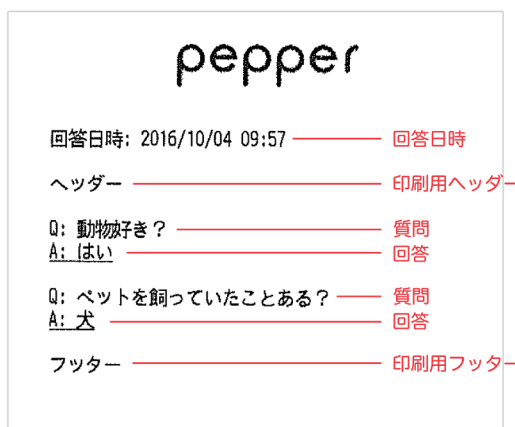 pepper
回答日時: 2016/10/04 09:57 回答日時
ヘッダー 印刷用ヘッダー
Q: 動物好き？ 質問
A: はい 回答
Q: ペットを飼っていたことある？ 質問
A: 犬 回答
フッター 印刷用フッター